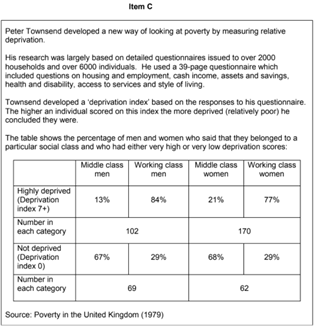 Item C
Peter Townsend developed a new way of looking at poverty by measuring relative
deprivation.
His research was largely based on detailed questionnaires issued to over 2000
households and over 6000 individuals. He used a 39-page questionnaire which
included questions on housing and employment, cash income, assets and savings,
health and disability, access to services and style of living.
Townsend developed a 'deprivation index' based on the responses to his questionnaire.
The higher an individual scored on this index the more deprived (relatively poor) he
concluded they were.
The table shows the percentage of men and women who said that they belonged to a
particular social class and who had either very high or very low deprivation scores:
Middle class men Working class men Middle class women Working class women
Highly deprived (Deprivation index 7+) 13% 84% 21% 77%
Number in each category 102 170
Not deprived (Deprivation index 0) 67% 29% 68% 29%
Number in each category 69 62
Source: Poverty in the United Kingdom (1979)